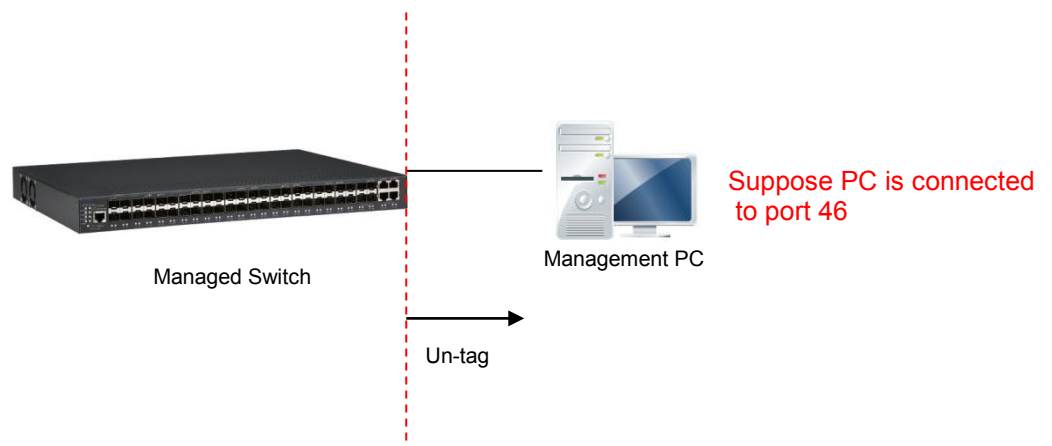 Suppose PC is connected
to port 46
Management PC
Managed Switch
Un-tag